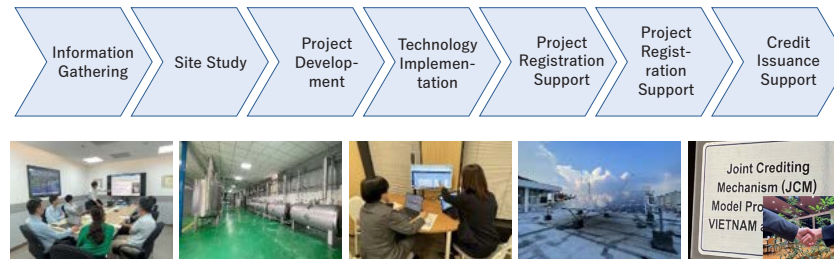 Information
Gathering
Site Study
Project
Develop-
ment
Technology
Implemen-
tation
Project
Registration
Support
Project
Regist-
ration
Support
Credit
Issuance
Support
Joint Crediting
Mechanism (JCM)
Model
VIETNAM